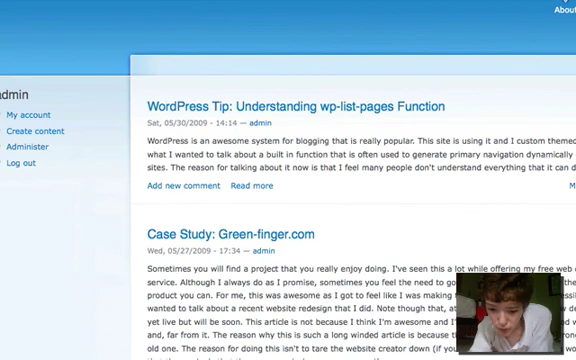 About
admin
My account
Create content
Administer
Log out
WordPress Tip: Understanding wp-list-pages Function
Sat, 05/30/2009 - 14:14 — admin
WordPress is an awesome system for blogging that is really popular. This site is using it and I custom themed
what I wanted to talk about a built in function that is often used to generate primary navigation dynamically
sites. The reason for talking about it now is that I feel many people don't understand everything that it can d
Add new comment Read more
Case Study: Green-finger.com
Wed, 05/27/2009 - 17:34 — admin
Sometimes you will find a project that you really enjoy doing. I've seen this a lot while offering my free web
service. Although I always do as I promise, sometimes you feel the need to go
product you can. For me, this was awesome as I got to feel like I was making
wanted to talk about a recent website redesign that I did. Note though that, at
yet live but will be soon. This article is not because I think I'm awesome and I
and, far from it. The reason why this is such a long winded article is because t
old one. The reason for doing this isn't to tare the website creator down (if you